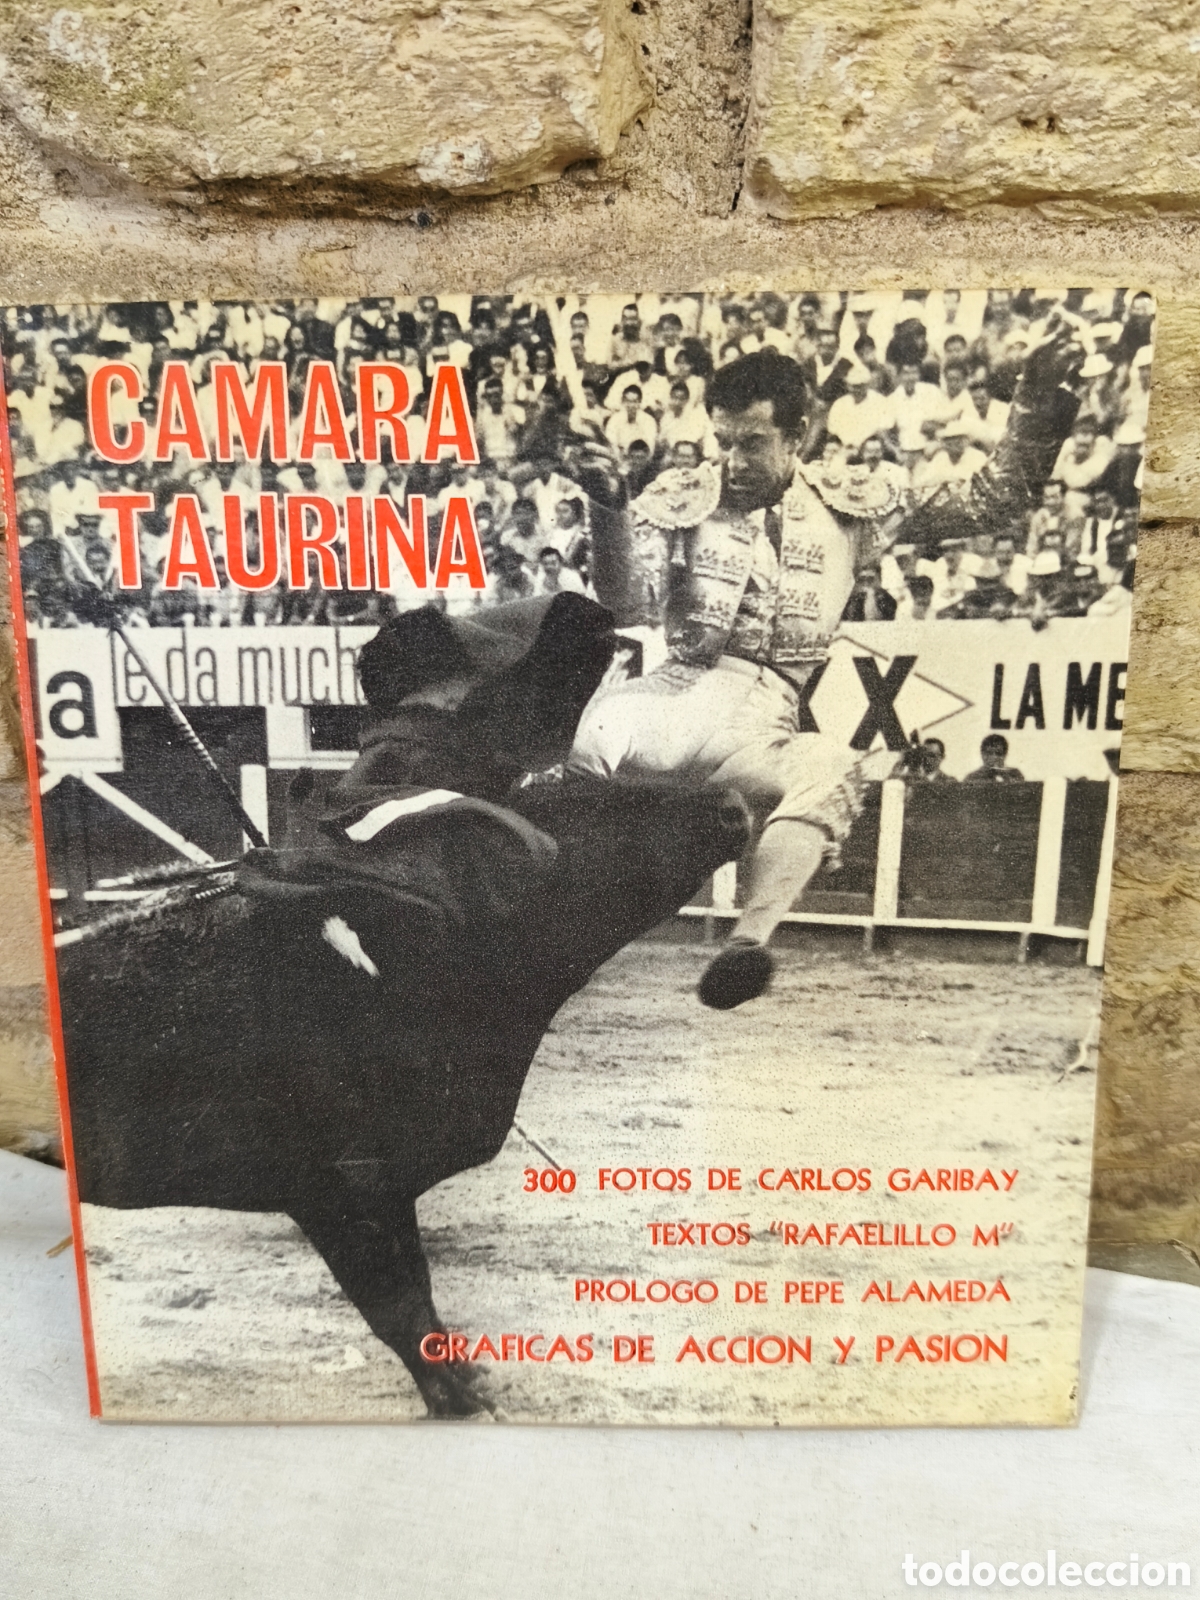 CAMARA
TAURINA
a le da much XX LA ME
300 FOTOS DE CARLOS GARIBAY
TEXTOS "RAFAELILLO M"
PROLOGO DE PEPE ALAMEDA
GRAFICAS DE ACCION Y PASION
todocoleccion